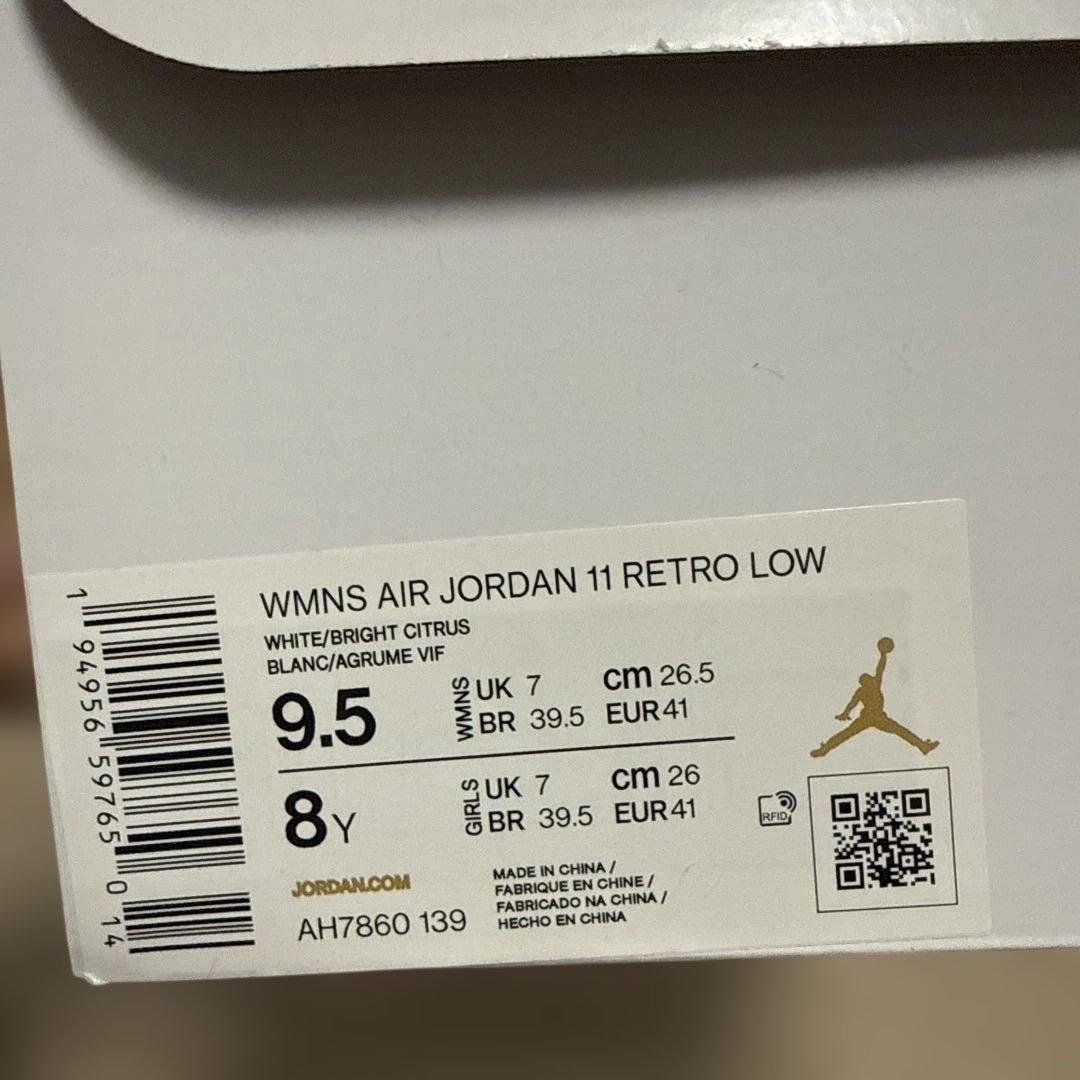 WMNS AIR JORDAN 11 RETRO LOW
WHITE/BRIGHT CITRUS
BLANC/AGRUME VIF
9.5 WMNS UK 7 cm 26.5
BR 39.5 EUR 41
8Y GIRLS UK 7 cm 26
BR 39.5 EUR 41
RFID
JORDAN.COM
AH7860 139
MADE IN CHINA /
FABRIQUE EN CHINE /
FABRICADO NA CHINA /
HECHO EN CHINA
1 94956 59765 0 14